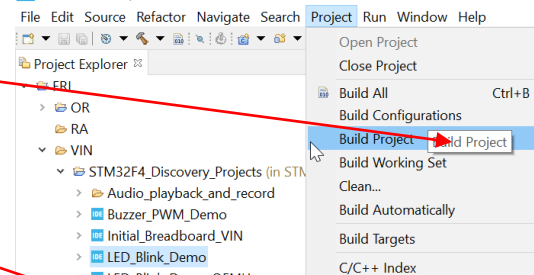 File Edit Source Refactor Navigate Search Project Run Window Help
Project Explorer
FRI
OR
RA
VIN
STM32F4_Discovery_Projects (in STM
Audio_playback_and_record
Buzzer_PWM_Demo
Initial_Breadboard_VIN
LED_Blink_Demo
Open Project
Close Project
Build All Ctrl+B
Build Configurations
Build Project Build Project
Build Working Set
Clean...
Build Automatically
Build Targets
C/C++ Index